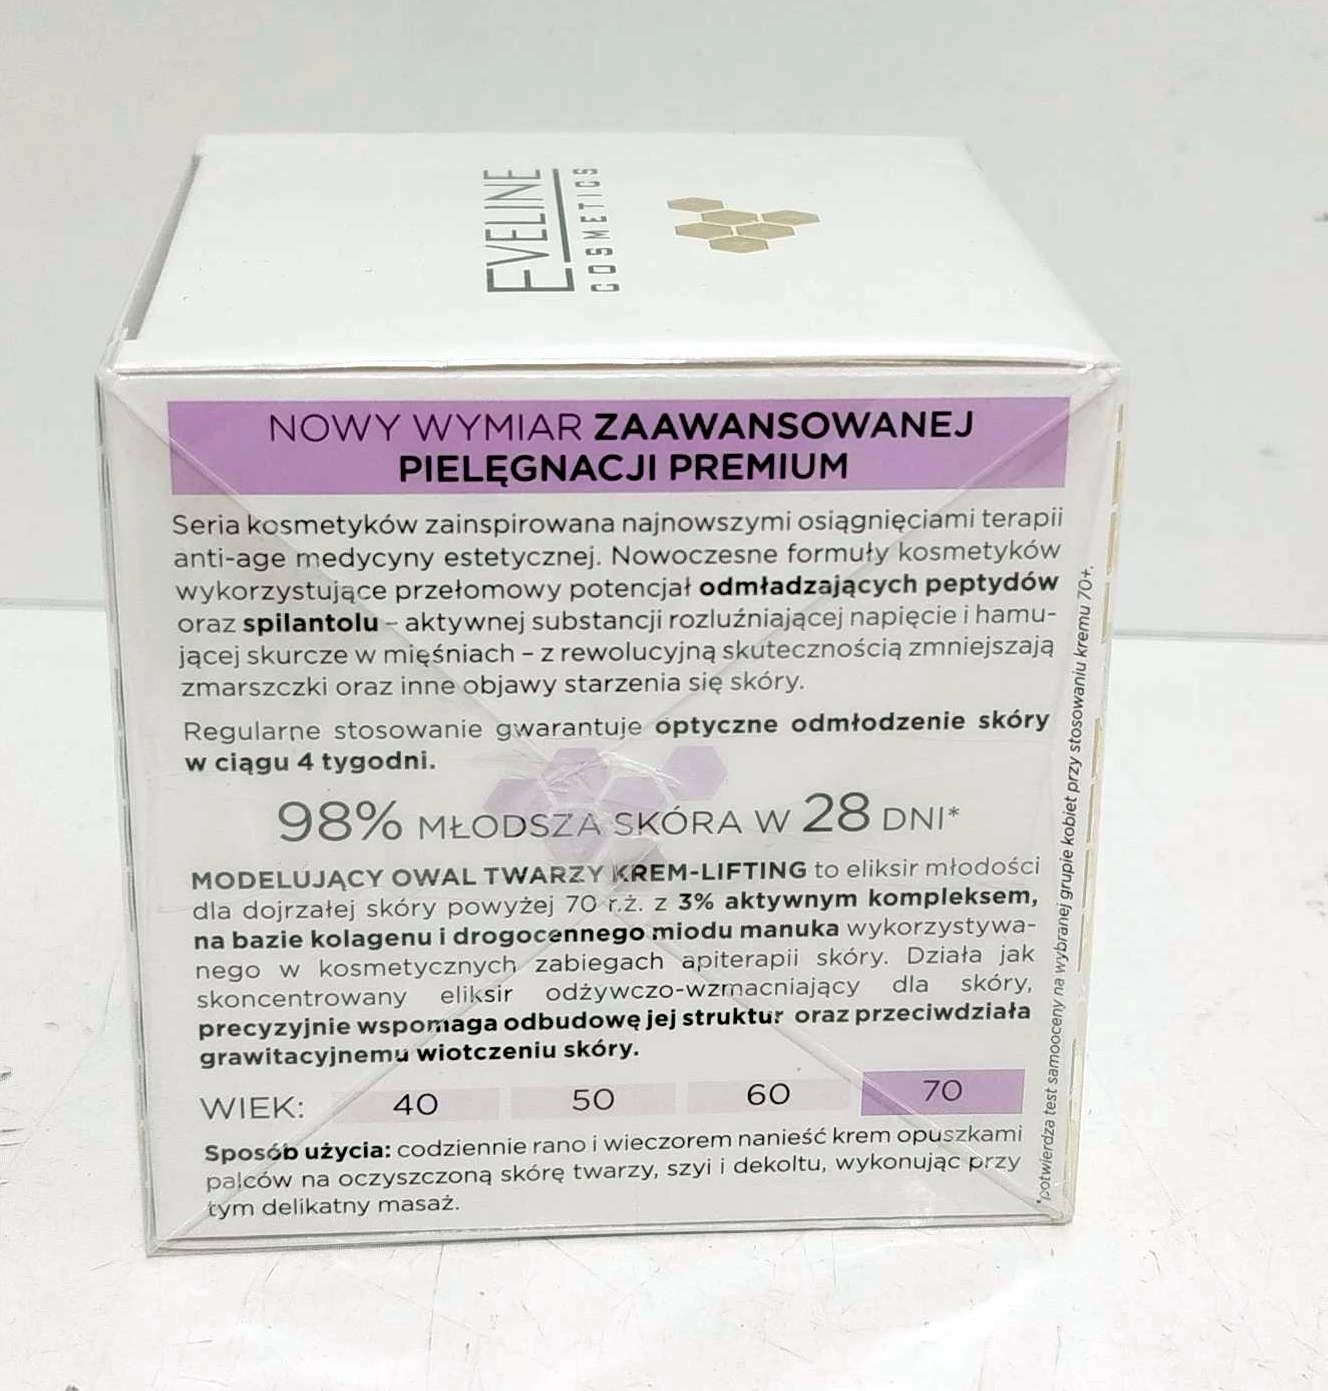 EVELINE
COSMETICS
NOWY WYMIAR ZAAWANSOWANEJ
PIELĘGNACJI PREMIUM
Seria kosmetyków zainspirowana najnowszymi osiągnięciami terapii
anti-age medycyny estetycznej. Nowoczesne formuły kosmetyków
wykorzystujące przełomowy potencjał odmładzających peptydów
oraz spilantolu – aktywnej substancji rozluźniającej napięcie i hamu-
jącej skurcze w mięśniach – z rewolucyjną skutecznością zmniejszają
zmarszczki oraz inne objawy starzenia się skóry.
Regularne stosowanie gwarantuje optyczne odmłodzenie skóry
w ciągu 4 tygodni.
98% MŁODSZA SKÓRA W 28 DNI*
MODELUJĄCY OWAL TWARZY KREM-LIFTING to eliksir młodości
dla dojrzałej skóry powyżej 70 r.ż. z 3% aktywnym kompleksem,
na bazie kolagenu i drogocennego miodu manuka wykorzystywa-
nego w kosmetycznych zabiegach apiterapii skóry. Działa jak
skoncentrowany eliksir odżywczo-wzmacniający dla skóry,
precyzyjnie wspomaga odbudowę jej struktur oraz przeciwdziała
grawitacyjnemu wiotczeniu skóry.
WIEK: 40 50 60 70
Sposób użycia: codziennie rano i wieczorem nanieść krem opuszkami
palców na oczyszczoną skórę twarzy, szyi i dekoltu, wykonując przy
tym delikatny masaż.
*potwierdza test samooceny na wybranej grupie kobiet przy stosowaniu kremu 70+.